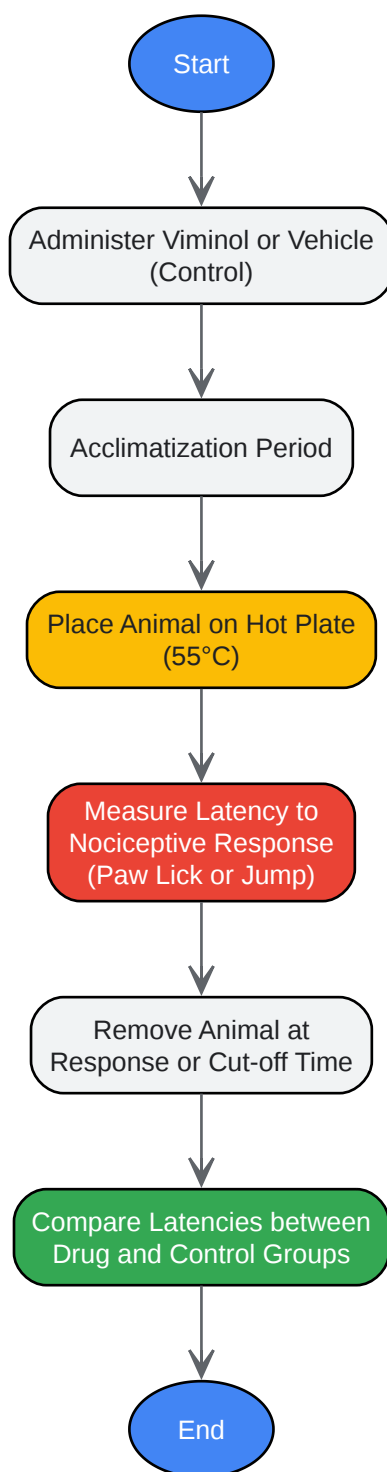 Start
Administer Viminol or Vehicle
(Control)
Acclimatization Period
Place Animal on Hot Plate
(55°C)
Measure Latency to
Nociceptive Response
(Paw Lick or Jump)
Remove Animal at
Response or Cut-off Time
Compare Latencies between
Drug and Control Groups
End